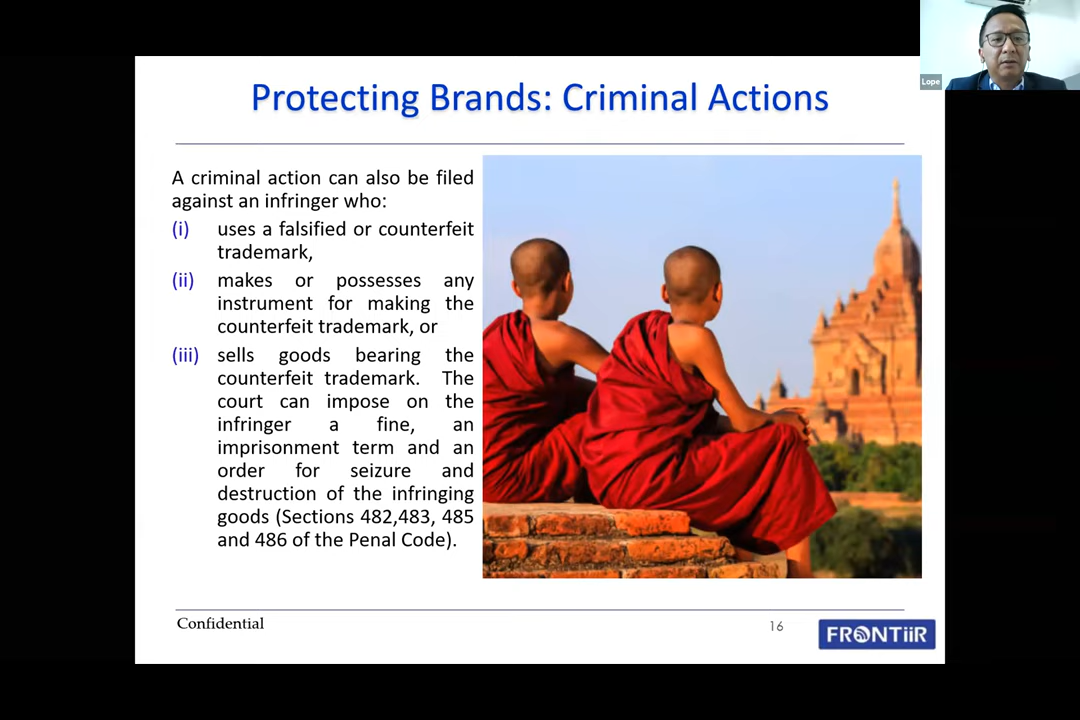 Lope
Protecting Brands: Criminal Actions
A criminal action can also be filed
against an infringer who:
(i) uses a falsified or counterfeit
trademark,
(ii) makes or possesses any
instrument for making the
counterfeit trademark, or
(iii) sells goods bearing the
counterfeit trademark. The
court can impose on the
infringer a fine, an
imprisonment term and an
order for seizure and
destruction of the infringing
goods (Sections 482,483, 485
and 486 of the Penal Code).
Confidential
16
FRONTiiR